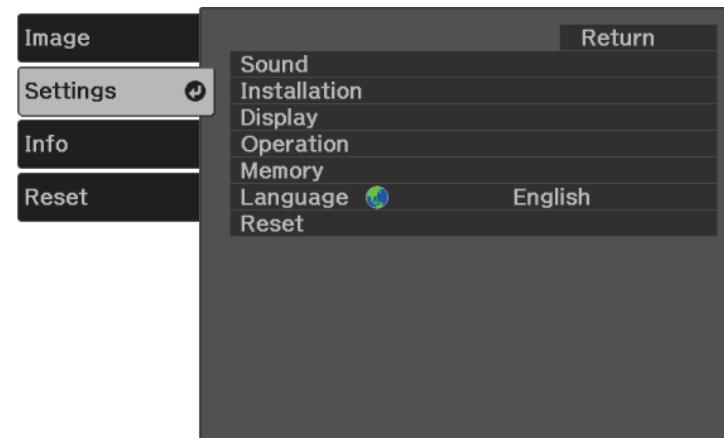 Image
Settings
Info
Reset
Return
Sound
Installation
Display
Operation
Memory
Language English
Reset